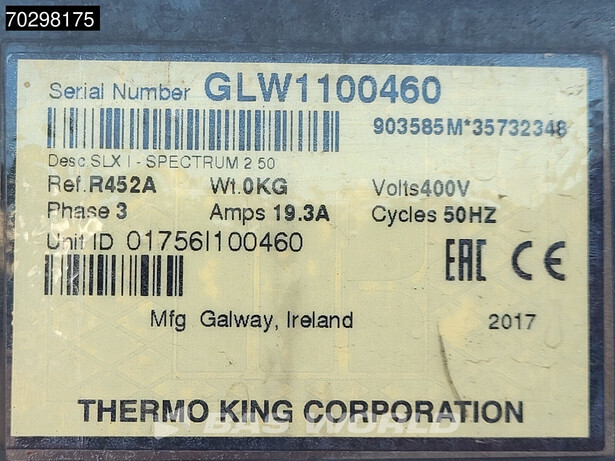 70298175
Serial Number GLW1100460
903585M*35732348
Desc.SLX I - SPECTRUM 2 50
Ref.R452A Wt.0KG Volts400V
Phase 3 Amps 19.3A Cycles 50HZ
Unit ID 01756I100460
EAC CE
Mfg Galway, Ireland 2017
THERMO KING CORPORATION
BAS WORLD